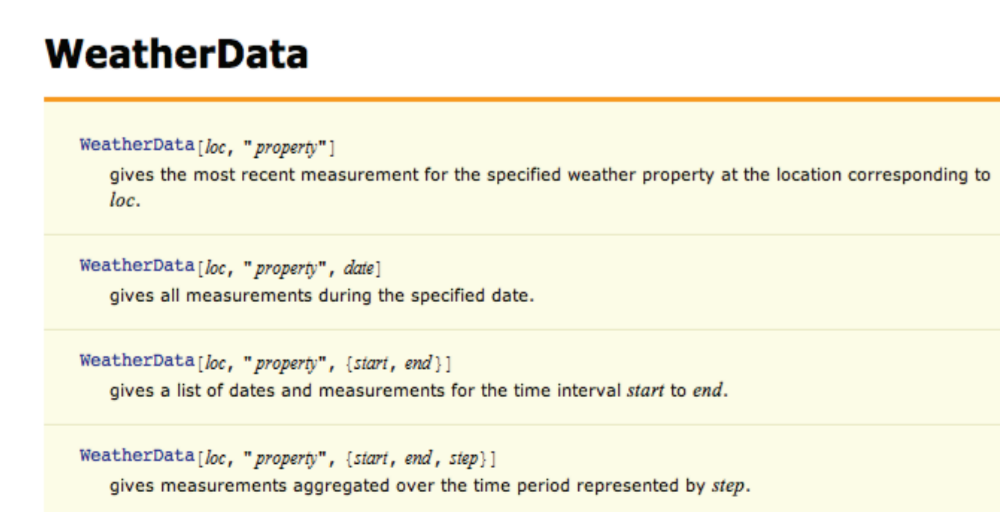 WeatherData
WeatherData[loc, "property"]
gives the most recent measurement for the specified weather property at the location corresponding to
loc.
WeatherData[loc, "property", date]
gives all measurements during the specified date.
WeatherData[loc, "property", {start, end}]
gives a list of dates and measurements for the time interval start to end.
WeatherData[loc, "property", {start, end, step}]
gives measurements aggregated over the time period represented by step.